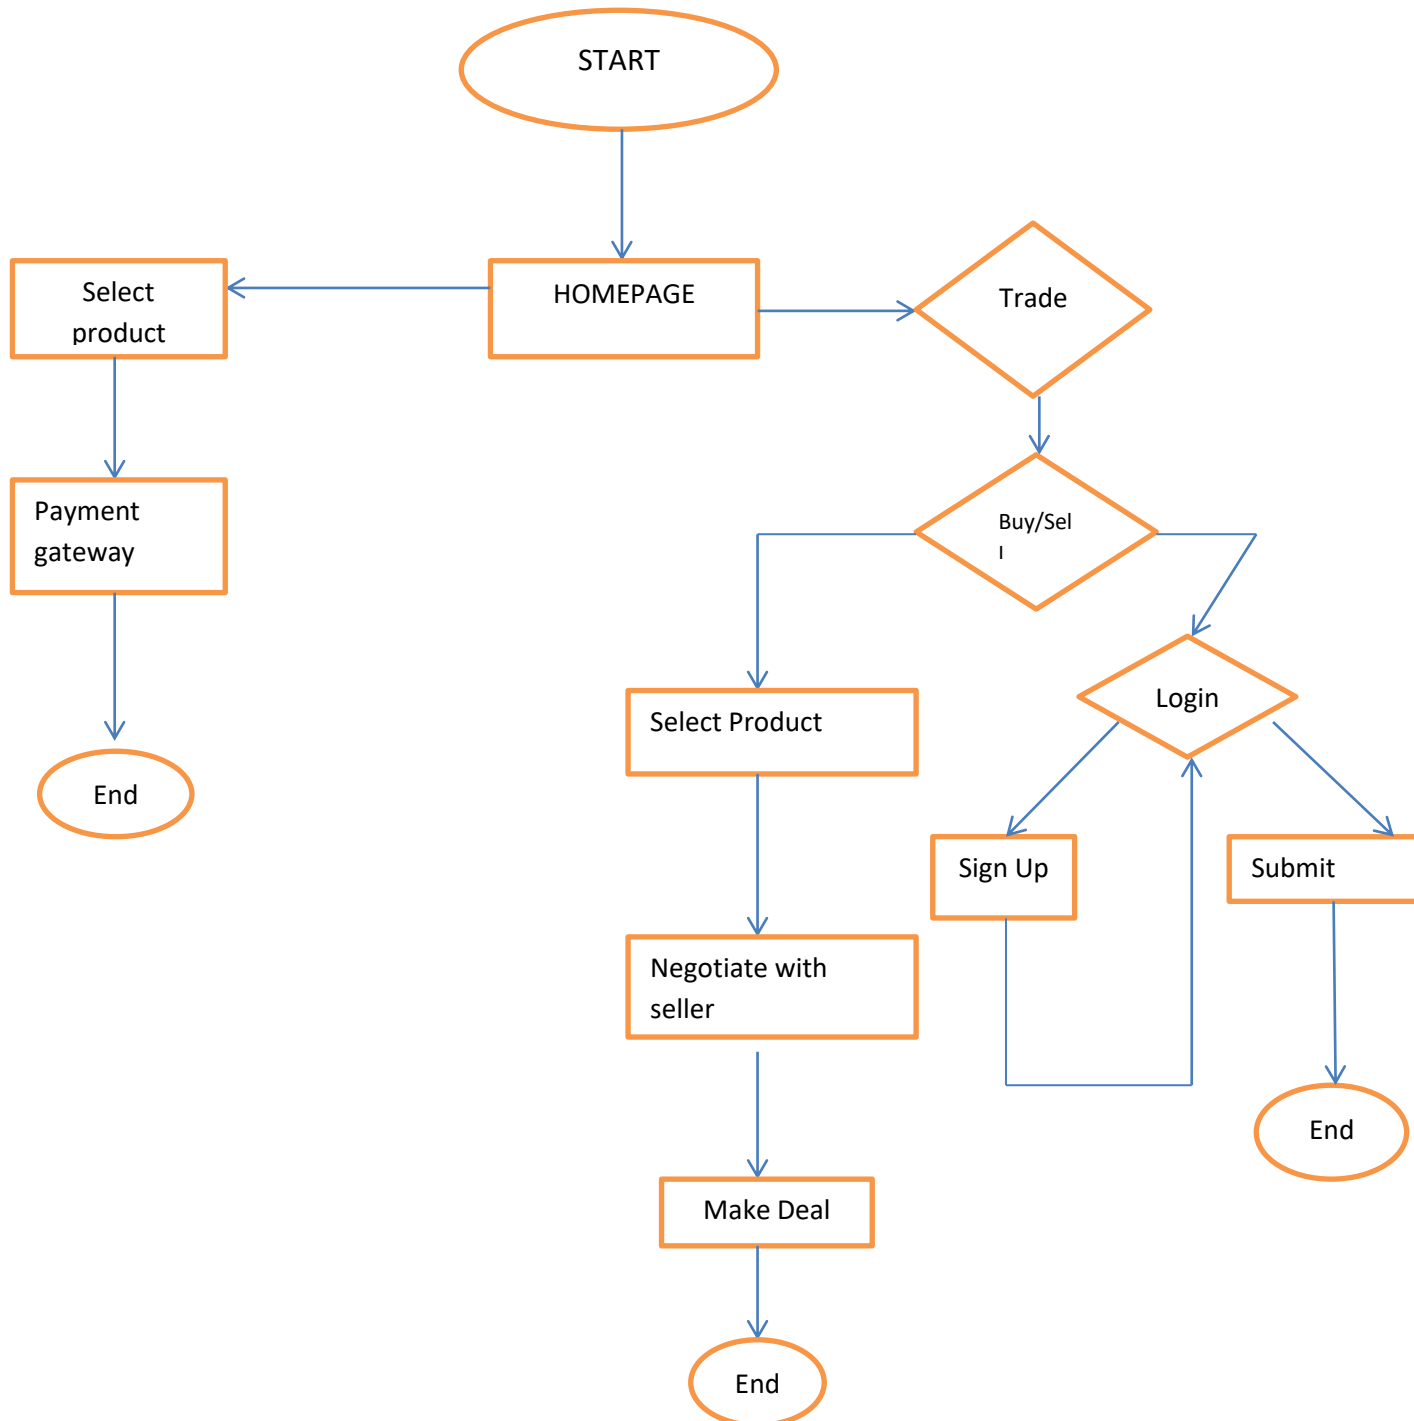 START
HOMEPAGE
Select
product
Trade
Payment
gateway
Buy/Sel
l
Select Product
Login
End
Sign Up
Submit
Negotiate with
seller
End
Make Deal
End